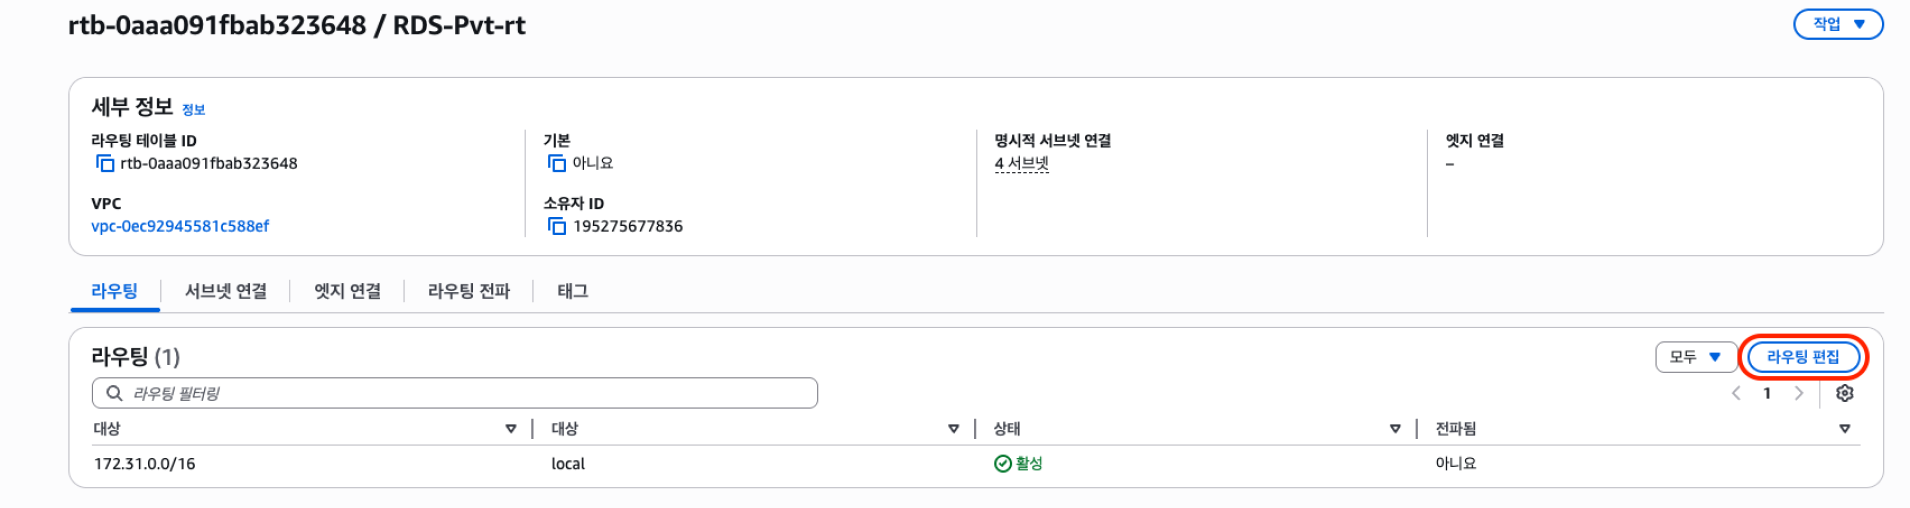 rtb-0aaa091fbab323648 / RDS-Pvt-rt
작업
세부 정보 정보
라우팅 테이블 ID
rtb-0aaa091fbab323648
기본
아니요
명시적 서브넷 연결
4 서브넷
엣지 연결
–
VPC
vpc-0ec92945581c588ef
소유자 ID
195275677836
라우팅 서브넷 연결 엣지 연결 라우팅 전파 태그
라우팅 (1)
모두 라우팅 편집
라우팅 필터링
1
대상 대상 상태 전파됨
172.31.0.0/16 local 활성 아니요